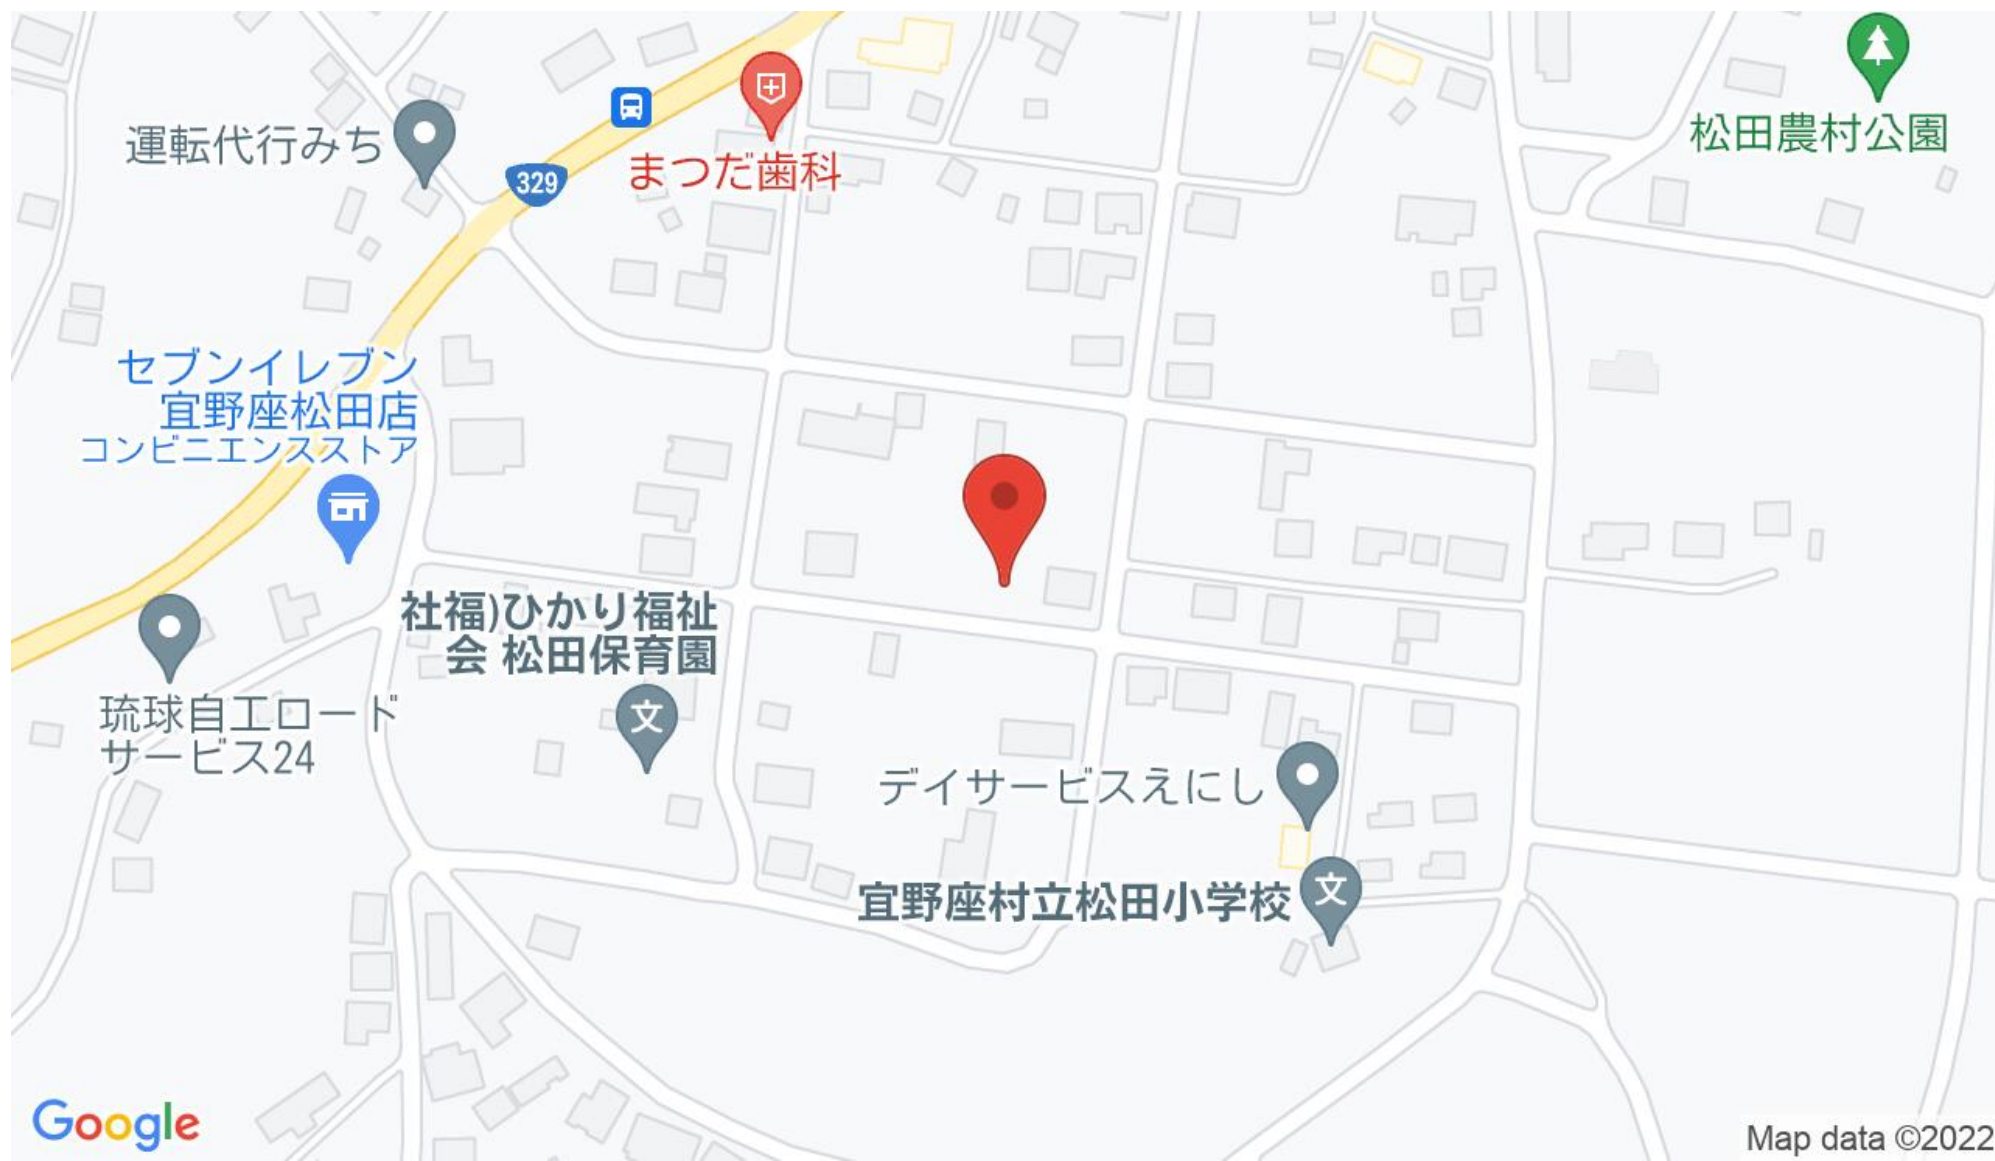 松田農村公園
運転代行みち
329
まつだ歯科
セブンイレブン
宜野座松田店
コンビニエンスストア
社福)ひかり福祉
会 松田保育園
文
琉球自工ロード
サービス24
デイサービスえにし
宜野座村立松田小学校
文
Google
Map data ©2022